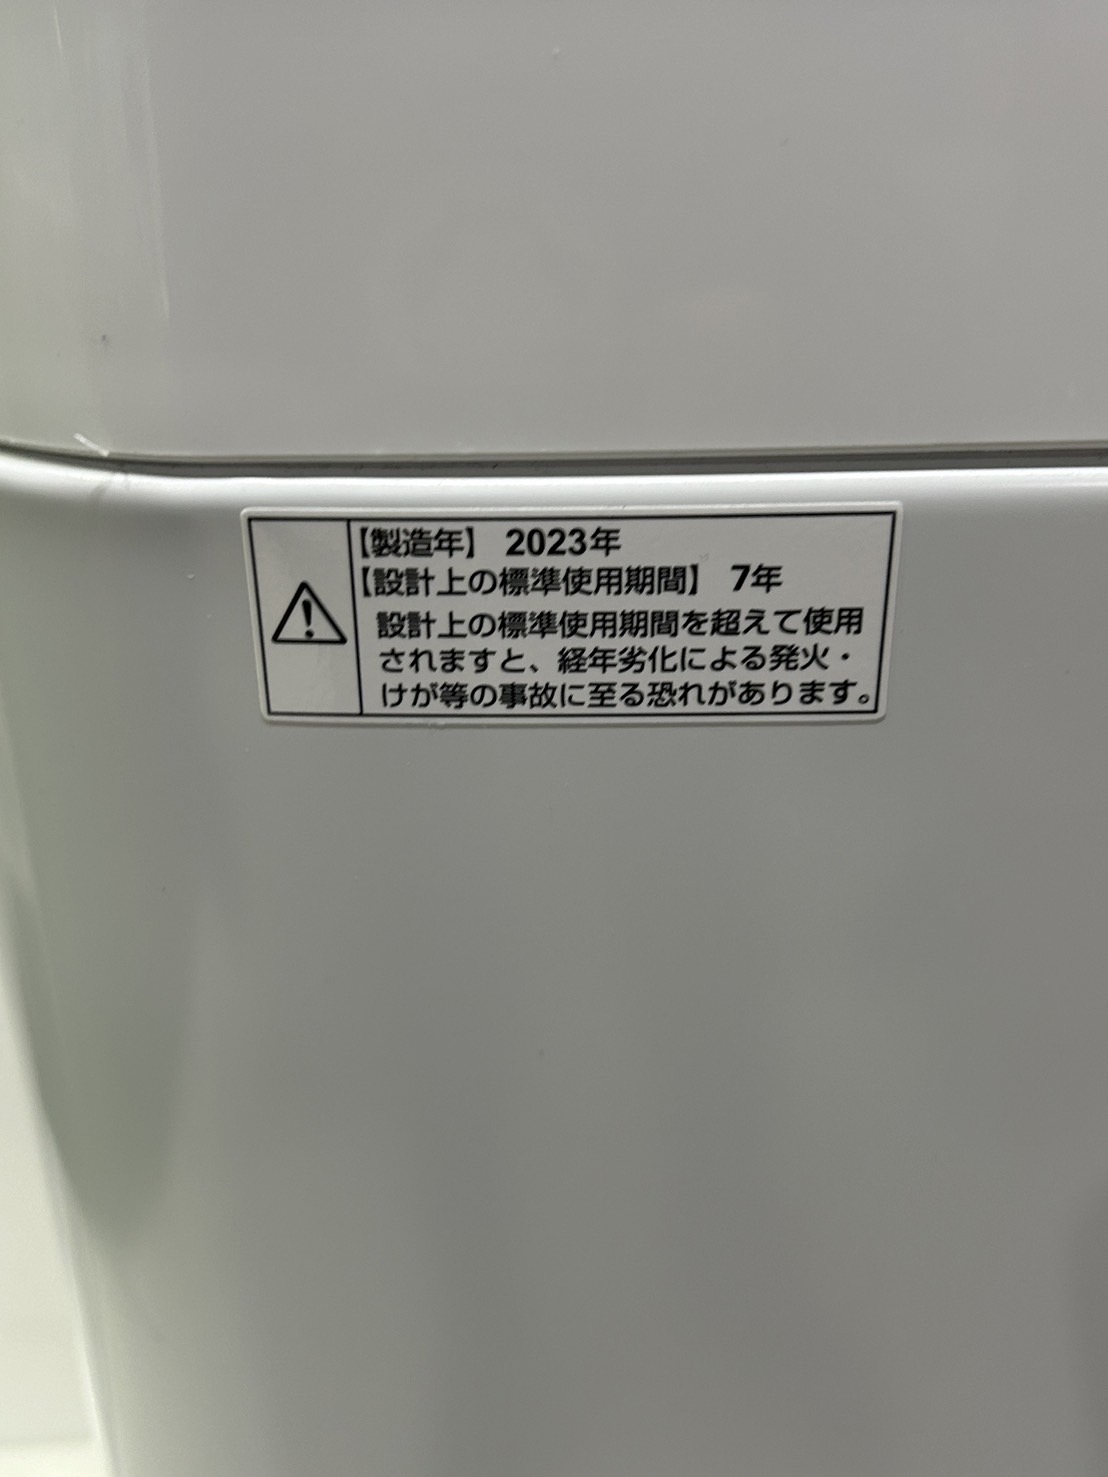 【製造年】 2023年
【設計上の標準使用期間】 7年
設計上の標準使用期間を超えて使用
されますと、経年劣化による発火・
けが等の事故に至る恐れがあります。